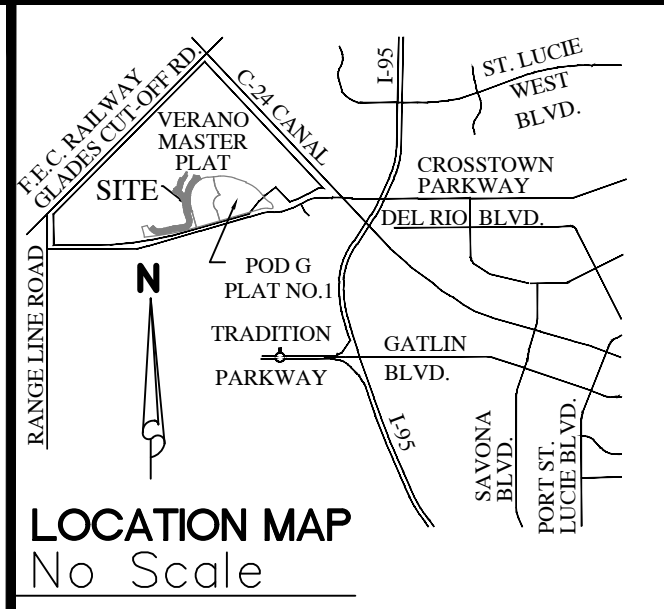 I-95
ST. LUCIE
WEST
BLVD.
F.E.C. RAILWAY
GLADES CUT-OFF RD.
C-24 CANAL
VERANO
MASTER
PLAT
SITE
CROSSTOWN
PARKWAY
DEL RIO BLVD.
POD G
PLAT NO.1
N
RANGE LINE ROAD
TRADITION
PARKWAY
GATLIN
BLVD.
I-95
SAVONA
BLVD.
PORT ST.
LUCIE BLVD.
LOCATION MAP
No Scale